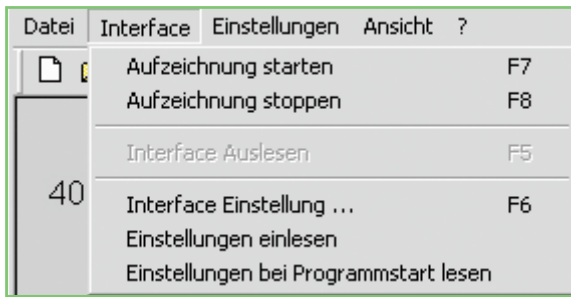 Datei Interface Einstellungen Ansicht ?
Aufzeichnung starten F7
Aufzeichnung stoppen F8
Interface Auslesen F5
40
Interface Einstellung ... F6
Einstellungen einlesen
Einstellungen bei Programmstart lesen